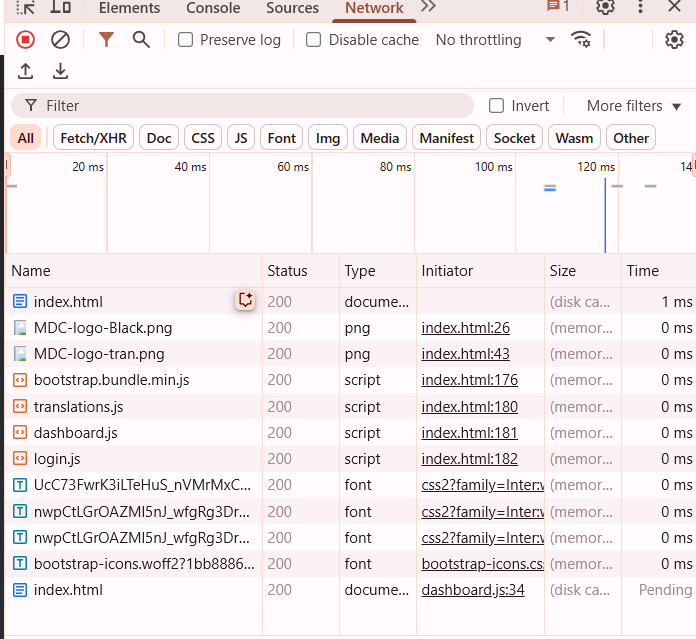 Elements Console Sources Network 1
Preserve log Disable cache No throttling
Filter Invert More filters
All Fetch/XHR Doc CSS JS Font Img Media Manifest Socket Wasm Other
20 ms 40 ms 60 ms 80 ms 100 ms 120 ms 14
Name Status Type Initiator Size Time
index.html 200 docume... (disk ca... 1 ms
MDC-logo-Black.png 200 png index.html:26 (memor... 0 ms
MDC-logo-tran.png 200 png index.html:43 (memor... 0 ms
bootstrap.bundle.min.js 200 script index.html:176 (memor... 0 ms
translations.js 200 script index.html:180 (memor... 0 ms
dashboard.js 200 script index.html:181 (memor... 0 ms
login.js 200 script index.html:182 (memor... 0 ms
UcC73FwrK3iLTeHuS_nVMrMxC... 200 font css2?family=Inter:w (memor... 0 ms
nwpCtLGrOAZMI5nJ_wfgRg3Dr... 200 font css2?family=Inter:w (memor... 0 ms
nwpCtLGrOAZMI5nJ_wfgRg3Dr... 200 font css2?family=Inter:w (memor... 0 ms
bootstrap-icons.woff2?1bb8886... 200 font bootstrap-icons.css (memor... 0 ms
index.html 200 docume... dashboard.js:34 (disk ca... Pending